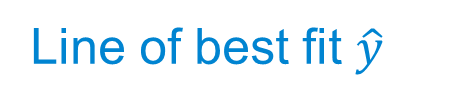 Line of best fit ŷ